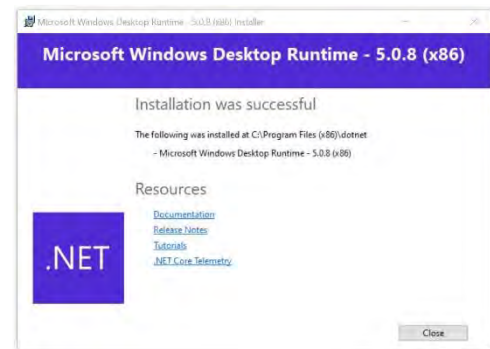 Microsoft Windows Desktop Runtime - 5.0.8 (x86) Installer
Microsoft Windows Desktop Runtime - 5.0.8 (x86)
Installation was successful
The following was installed at C:\Program Files (x86)\dotnet
- Microsoft Windows Desktop Runtime - 5.0.8 (x86)
Resources
Documentation
Release Notes
Tutorials
.NET Core Telemetry
.NET
Close